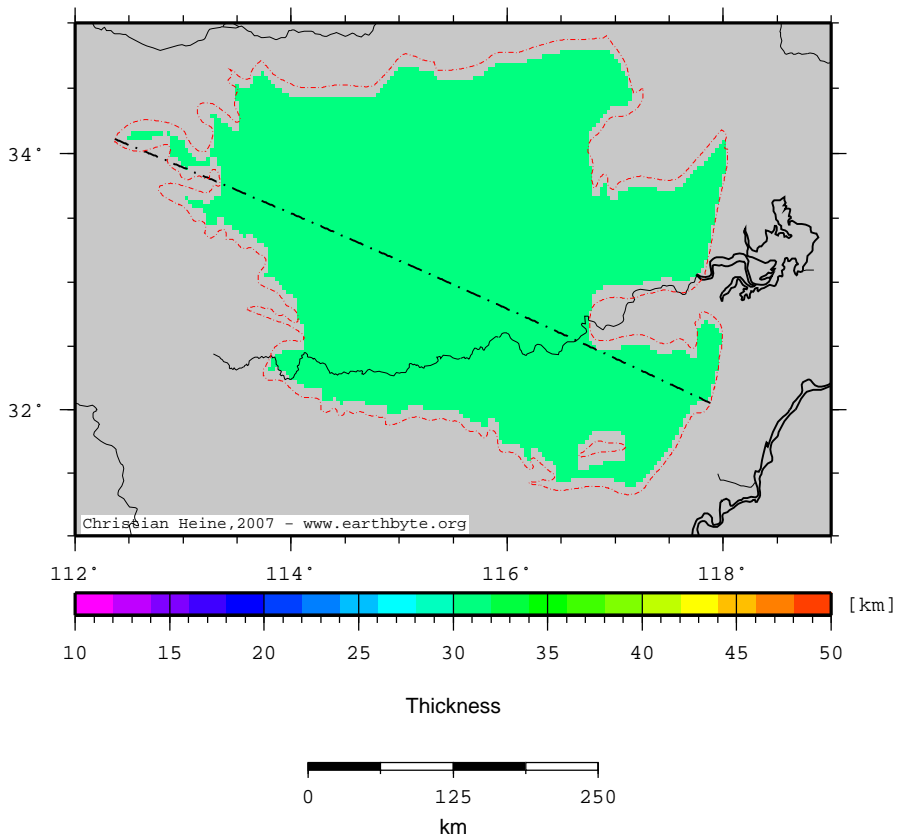 34°
32°
Christian Heine,2007 - www.earthbyte.org
112° 114° 116° 118°
[km]
10 15 20 25 30 35 40 45 50
Thickness
0 125 250
km